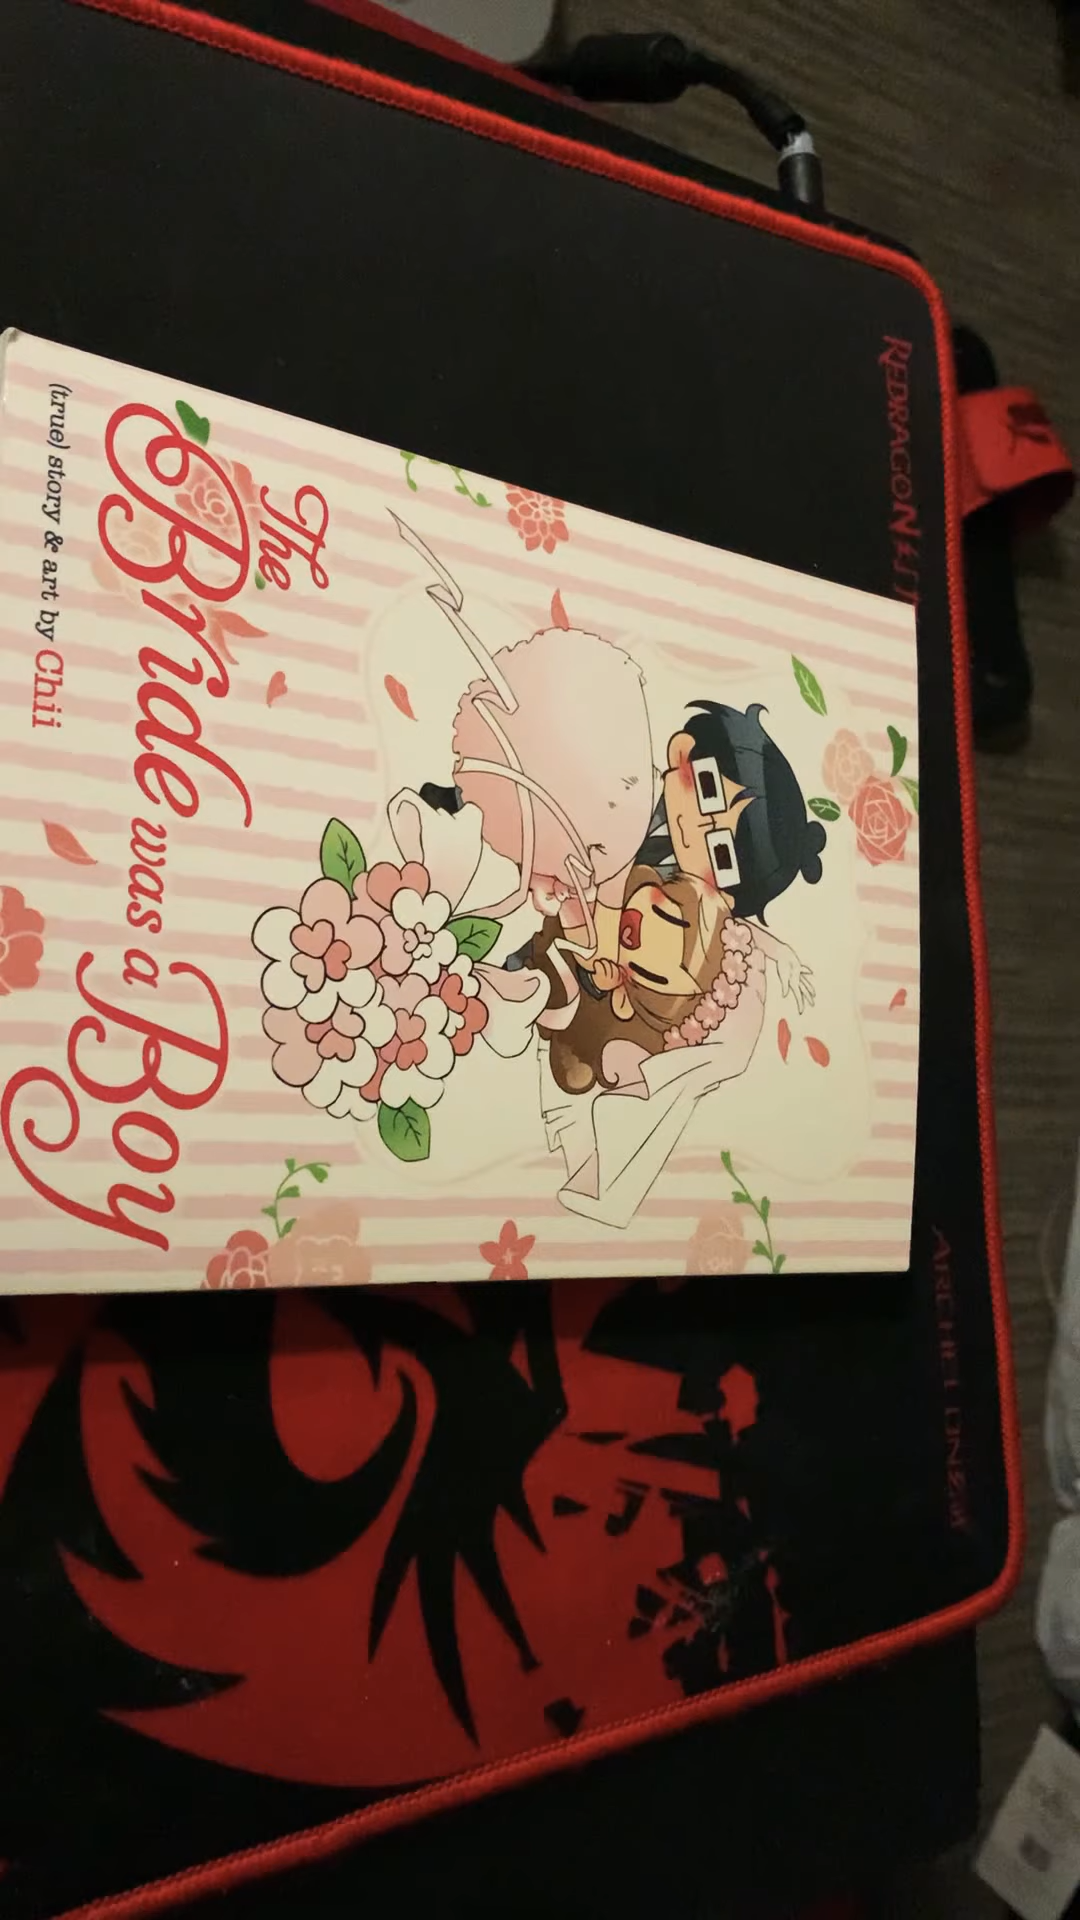 The
Bride was a Boy
(true) story & art by Chii
REDRAGON
ARCHELON